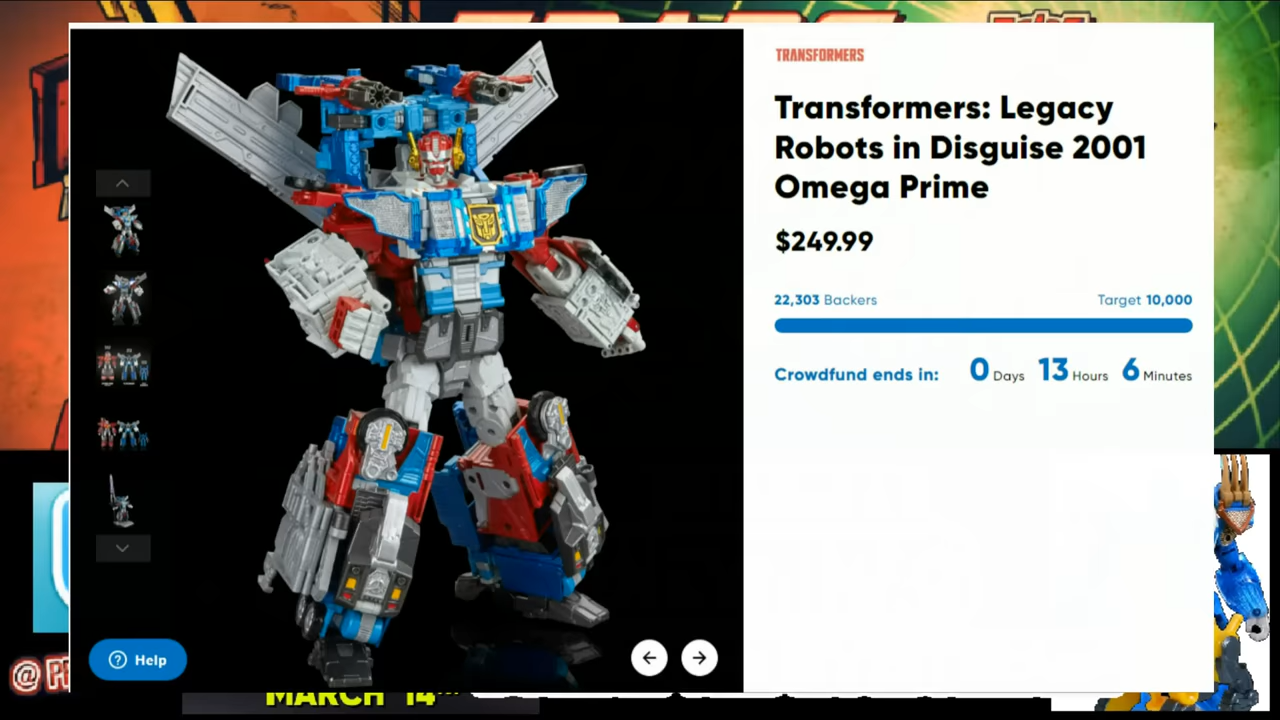 TRANSFORMERS
Transformers: Legacy
Robots in Disguise 2001
Omega Prime
$249.99
22,303 Backers
Target 10,000
Crowdfund ends in:
0 Days 13 Hours 6 Minutes
Help
MARCH 14